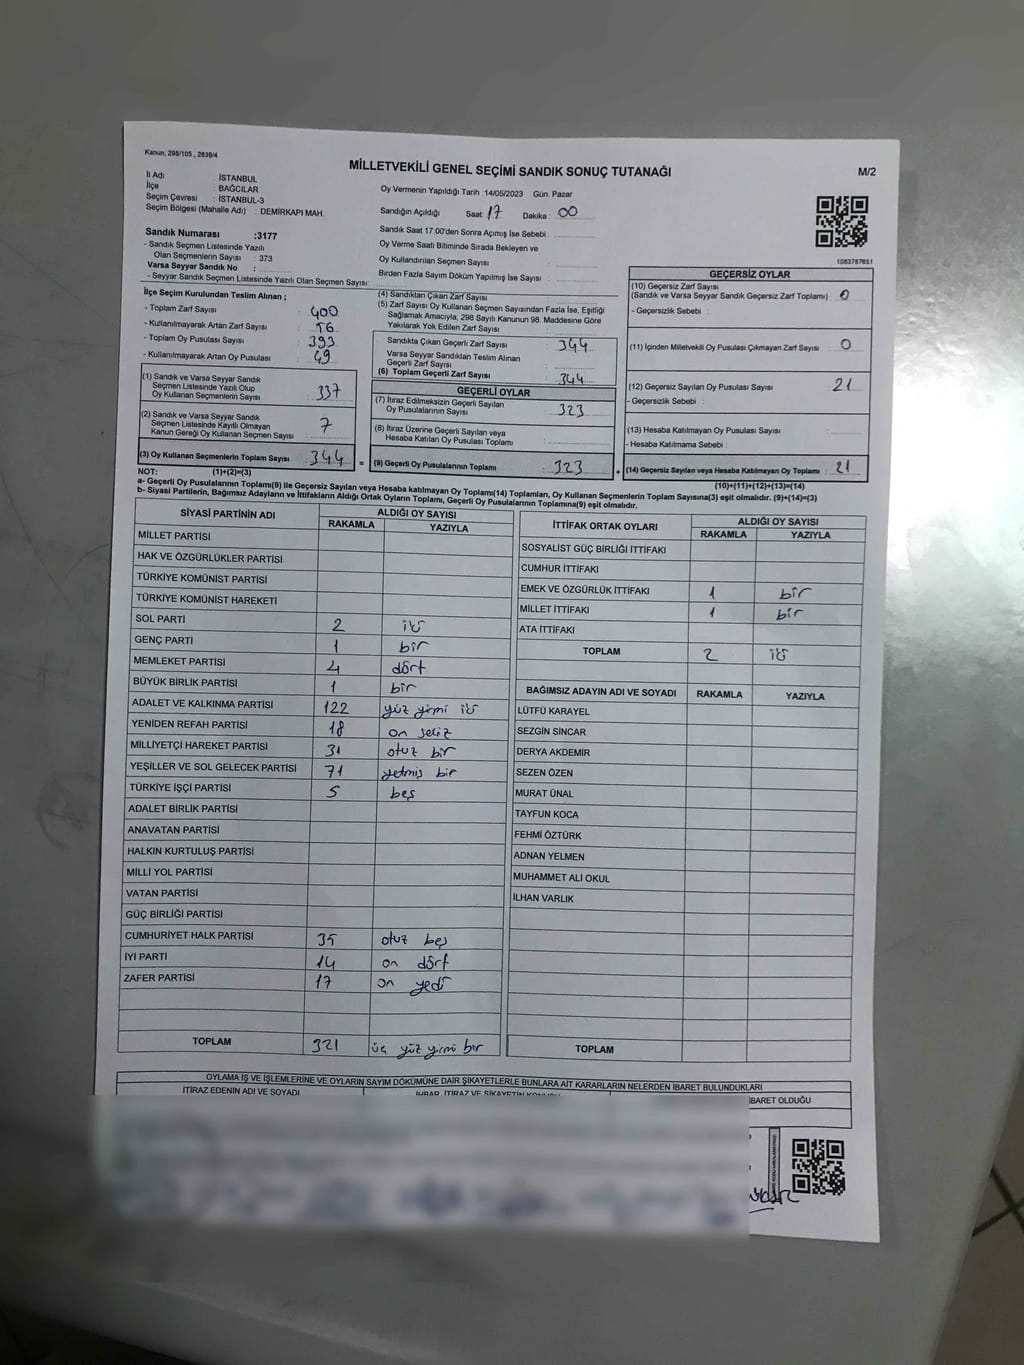 Kanun; 298/105 , 2839/4
MİLLETVEKİLİ GENEL SEÇİMİ SANDIK SONUÇ TUTANAĞI
M/2
İl Adı : İSTANBUL
İlçe : BAĞCILAR
Seçim Çevresi : İSTANBUL-3
Seçim Bölgesi (Mahalle Adı) : DEMİRKAPI MAH.
Oy Vermenin Yapıldığı Tarih :14/05/2023 Gün: Pazar
Sandığın Açıldığı Saat: 17 Dakika : 00
Sandık Saat 17.00'den Sonra Açımış İse Sebebi :
Oy Verme Saati Bitiminde Sırada Bekleyen ve
Oy Kullandırılan Seçmen Sayısı :
Birden Fazla Sayım Döküm Yapılmış İse Sayısı :
1083787651
Sandık Numarası :3177
- Sandık Seçmen Listesinde Yazılı
Olan Seçmenlerin Sayısı : 373
Varsa Seyyar Sandık No :
- Seyyar Sandık Seçmen Listesinde Yazılı Olan Seçmen Sayısı:
İlçe Seçim Kurulundan Teslim Alınan ;
- Toplam Zarf Sayısı : 400
- Kullanılmayarak Artan Zarf Sayısı : 56
- Toplam Oy Pusulası Sayısı : 393
- Kullanılmayarak Artan Oy Pusulası : 49
(1) Sandık ve Varsa Seyyar Sandık
Seçmen Listesinde Yazılı Olup
Oy Kullanan Seçmenlerin Sayısı : 337
(2) Sandık ve Varsa Seyyar Sandık
Seçmen Listesinde Kayıtlı Olmayan
Kanun Gereği Oy Kullanan Seçmen Sayısı : 7
(3) Oy Kullanan Seçmenlerin Toplam Sayısı : 344 =
NOT: (1)+(2)=(3)
(4) Sandıktan Çıkan Zarf Sayısı :
(5) Zarf Sayısı Oy Kullanan Seçmen Sayısından Fazla İse, Eşitliği
Sağlamak Amacıyla, 298 Sayılı Kanunun 98. Maddesine Göre
Yakılarak Yok Edilen Zarf Sayısı :
Sandıkta Çıkan Geçerli Zarf Sayısı : 344
Varsa Seyyar Sandıktan Teslim Alınan
Geçerli Zarf Sayısı :
(6) Toplam Geçerli Zarf Sayısı : 344
GEÇERLİ OYLAR
(7) İtiraz Edilmeksizin Geçerli Sayılan
Oy Pusulalarının Sayısı : 323
(8) İtiraz Üzerine Geçerli Sayılan veya
Hesaba Katılan Oy Pusulası Toplamı :
(9) Geçerli Oy Pusulalarının Toplamı : 323 +
GEÇERSİZ OYLAR
(10) Geçersiz Zarf Sayısı
(Sandık ve Varsa Seyyar Sandık Geçersiz Zarf Toplamı) : 0
- Geçersizlik Sebebi :
(11) İçinden Milletvekili Oy Pusulası Çıkmayan Zarf Sayısı : 0
(12) Geçersiz Sayılan Oy Pusulası Sayısı : 21
- Geçersizlik Sebebi :
(13) Hesaba Katılmayan Oy Pusulası Sayısı :
- Hesaba Katılmama Sebebi :
(14) Geçersiz Sayılan veya Hesaba Katılmayan Oy Toplamı : 21
(10)+(11)+(12)+(13)=(14)
a- Geçerli Oy Pusulalarının Toplamı(9) ile Geçersiz Sayılan veya Hesaba katılmayan Oy Toplamı(14) Toplamları, Oy Kullanan Seçmenlerin Toplam Sayısına(3) eşit olmalıdır. (9)+(14)=(3)
b- Siyasi Partilerin, Bağımsız Adayların ve İttifakların Aldığı Ortak Oyların Toplamı, Geçerli Oy Pusulalarının Toplamına(9) eşit olmalıdır.
SİYASİ PARTİNİN ADI ALDIĞI OY SAYISI
RAKAMLA YAZIYLA
MİLLET PARTİSİ
HAK VE ÖZGÜRLÜKLER PARTİSİ
TÜRKİYE KOMÜNİST PARTİSİ
TÜRKİYE KOMÜNİST HAREKETİ
SOL PARTİ 2 iki
GENÇ PARTİ 1 bir
MEMLEKET PARTİSİ 4 dört
BÜYÜK BİRLİK PARTİSİ 1 bir
ADALET VE KALKINMA PARTİSİ 122 yüz yirmi iki
YENİDEN REFAH PARTİSİ 18 on sekiz
MİLLİYETÇİ HAREKET PARTİSİ 31 otuz bir
YEŞİLLER VE SOL GELECEK PARTİSİ 71 yetmiş bir
TÜRKİYE İŞÇİ PARTİSİ 5 beş
ADALET BİRLİK PARTİSİ
ANAVATAN PARTİSİ
HALKIN KURTULUŞ PARTİSİ
MİLLİ YOL PARTİSİ
VATAN PARTİSİ
GÜÇ BİRLİĞİ PARTİSİ
CUMHURİYET HALK PARTİSİ 35 otuz beş
İYİ PARTİ 14 on dört
ZAFER PARTİSİ 17 on yedi
TOPLAM 321 üç yüz yirmi bir
İTTİFAK ORTAK OYLARI ALDIĞI OY SAYISI
RAKAMLA YAZIYLA
SOSYALİST GÜÇ BİRLİĞİ İTTİFAKI
CUMHUR İTTİFAKI
EMEK VE ÖZGÜRLÜK İTTİFAKI 1 bir
MİLLET İTTİFAKI 1 bir
ATA İTTİFAKI
TOPLAM 2 iki
BAĞIMSIZ ADAYIN ADI VE SOYADI RAKAMLA YAZIYLA
LÜTFÜ KARAYEL
SEZGİN SİNCAR
DERYA AKDEMİR
SEZEN ÖZEN
MURAT ÜNAL
TAYFUN KOCA
FEHMİ ÖZTÜRK
ADNAN YELMEN
MUHAMMET ALİ OKUL
İLHAN VARLIK
TOPLAM
OYLAMA İŞ VE İŞLEMLERİNE VE OYLARIN SAYIM DÖKÜMÜNE DAİR ŞİKAYETLERLE BUNLARA AİT KARARLARIN NELERDEN İBARET BULUNDUKLARI
İTİRAZ EDENİN ADI VE SOYADI İHBAR, İTİRAZ VE ŞİKAYETİN KONUSU İBARET OLDUĞU